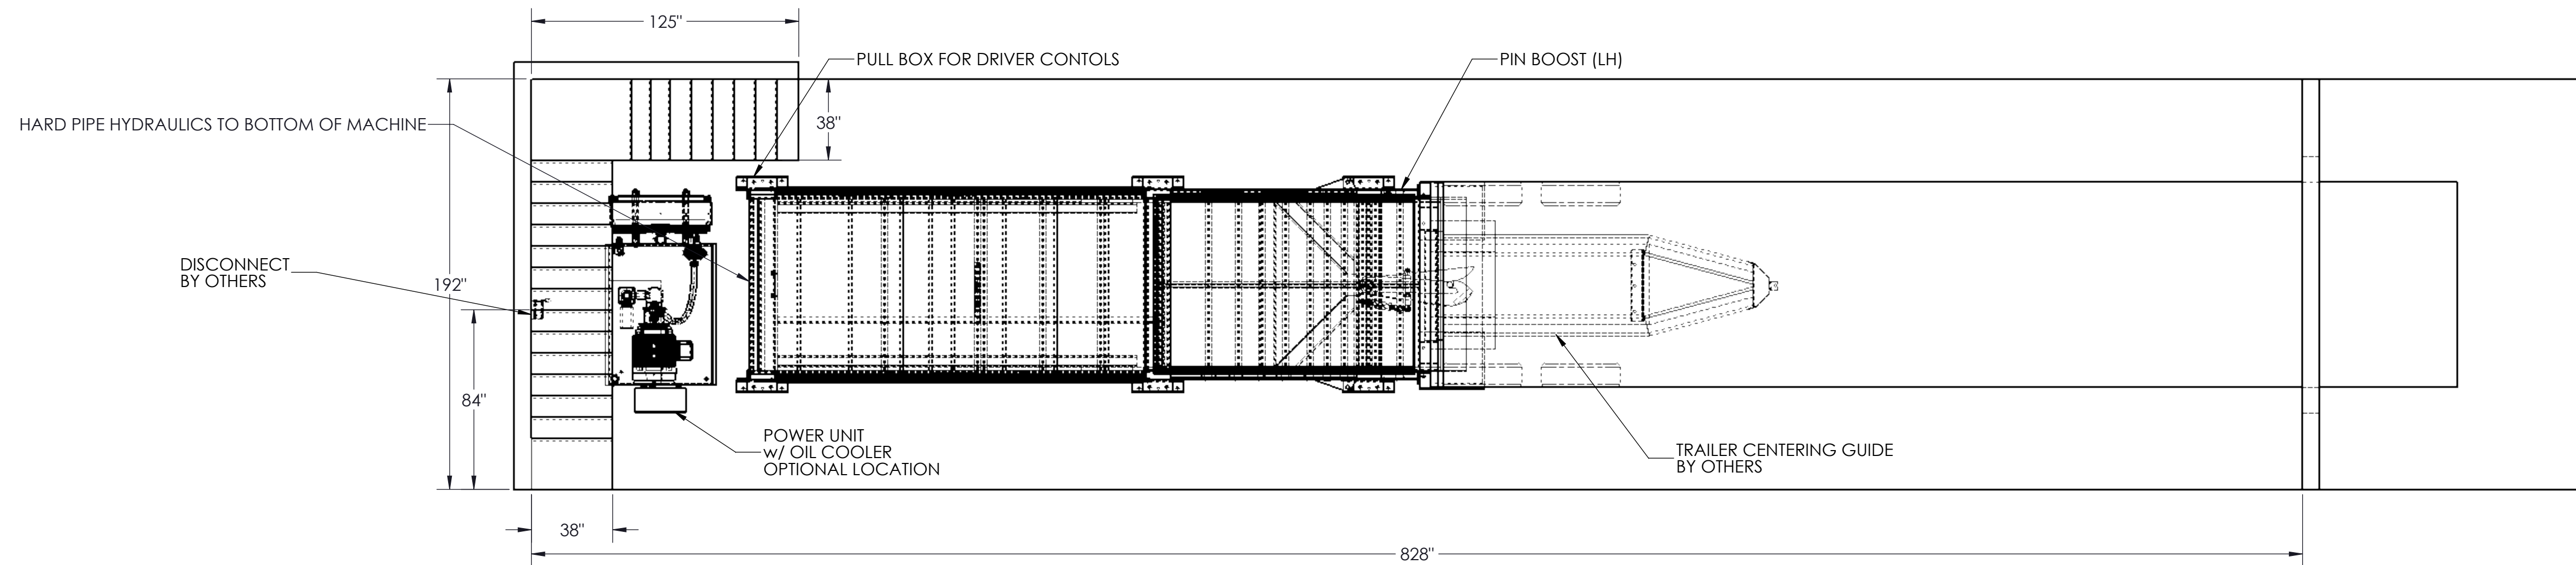 125"
PULL BOX FOR DRIVER CONTOLS
PIN BOOST (LH)
HARD PIPE HYDRAULICS TO BOTTOM OF MACHINE
38"
DISCONNECT
BY OTHERS
192"
84"
POWER UNIT
w/ OIL COOLER
OPTIONAL LOCATION
TRAILER CENTERING GUIDE
BY OTHERS
38"
828"